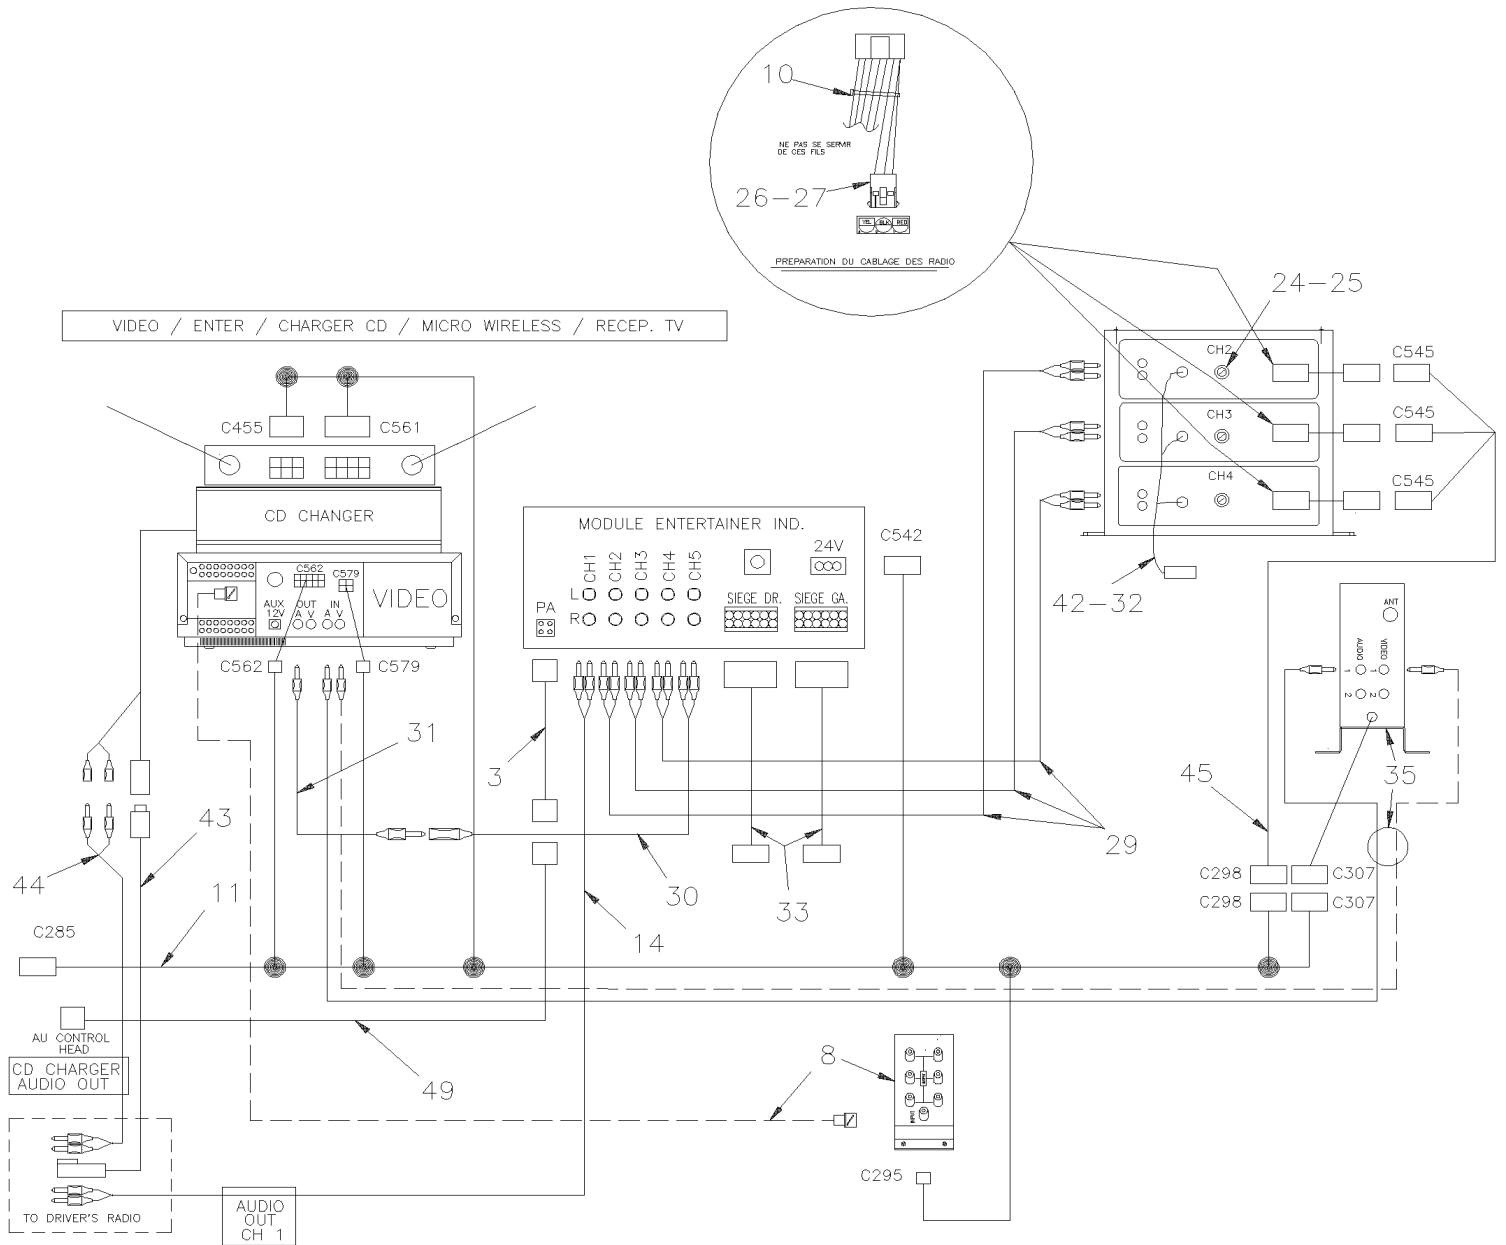 10
NE PAS SE SERVIR
DE CES FILS
26-27
YEL BLK RED
PREPARATION DU CABLAGE DES RADIO
24-25
VIDEO / ENTER / CHARGER CD / MICRO WIRELESS / RECEP. TV
CH2
C545
C455
C561
CH3
C545
CH4
C545
CD CHANGER
MODULE ENTERTAINER IND.
C542
24V
CH1
CH2
CH3
CH4
CH5
C562
C579
VIDEO
AUX
12V
OUT
A V
IN
A V
L
R
PA
SIEGE DR.
SIEGE GA.
42-32
ANT
AUDIO
VIDEO
1
1
2
2
C562
C579
31
3
45
35
43
44
11
30
33
29
14
C298
C307
C298
C307
C285
AU CONTROL
HEAD
CD CHARGER
AUDIO OUT
49
8
INPUT
C295
TO DRIVER'S RADIO
AUDIO
OUT
CH 1